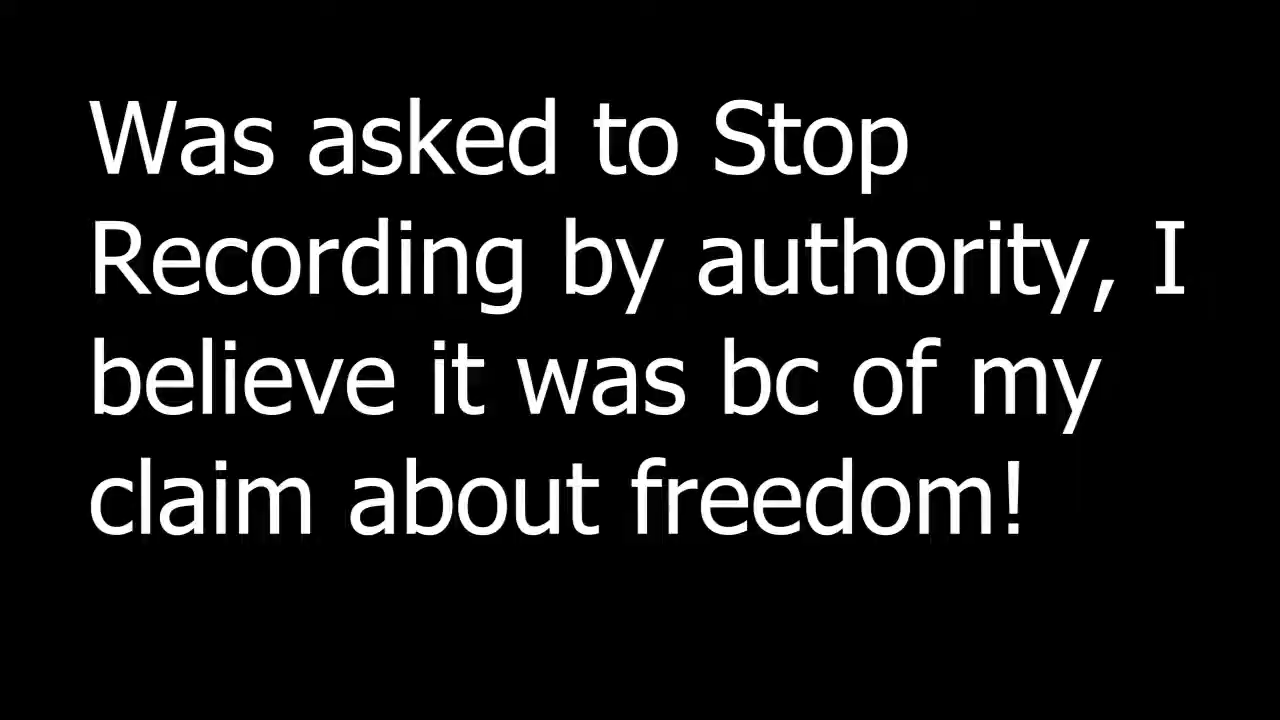 Was asked to Stop
Recording by authority, I
believe it was bc of my
claim about freedom!